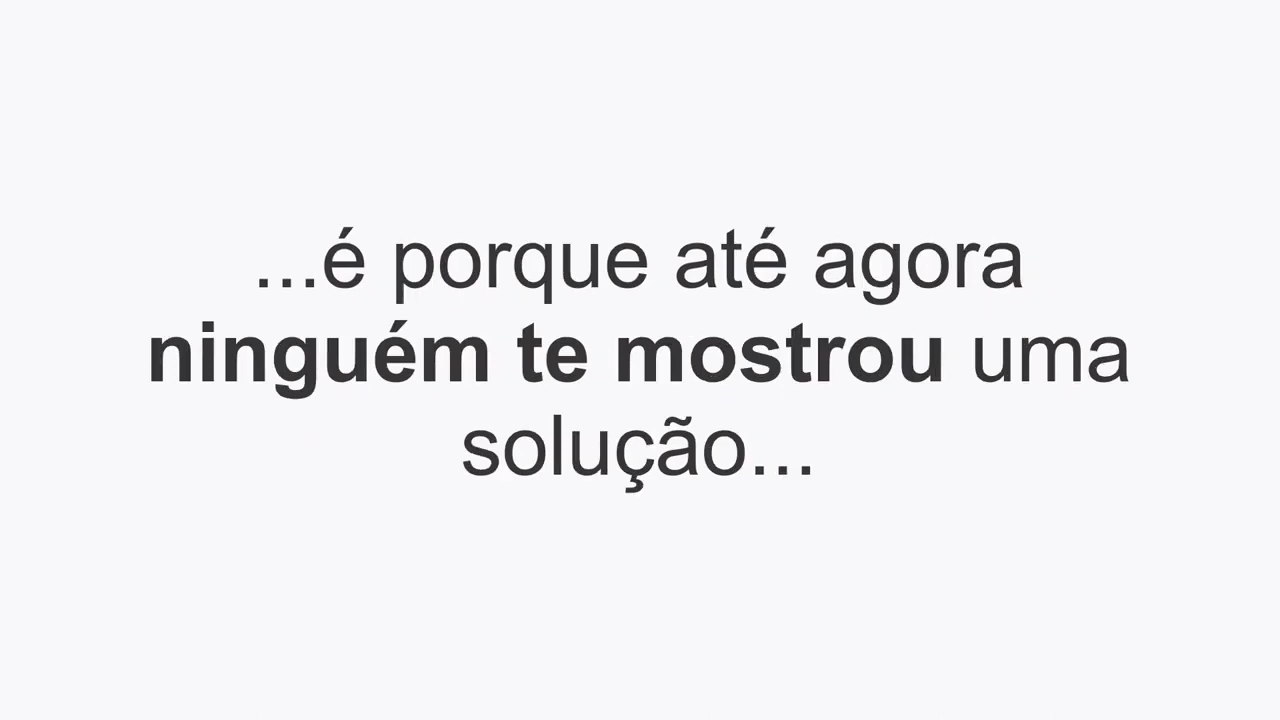 ...é porque até agora
ninguém te mostrou uma
solução...